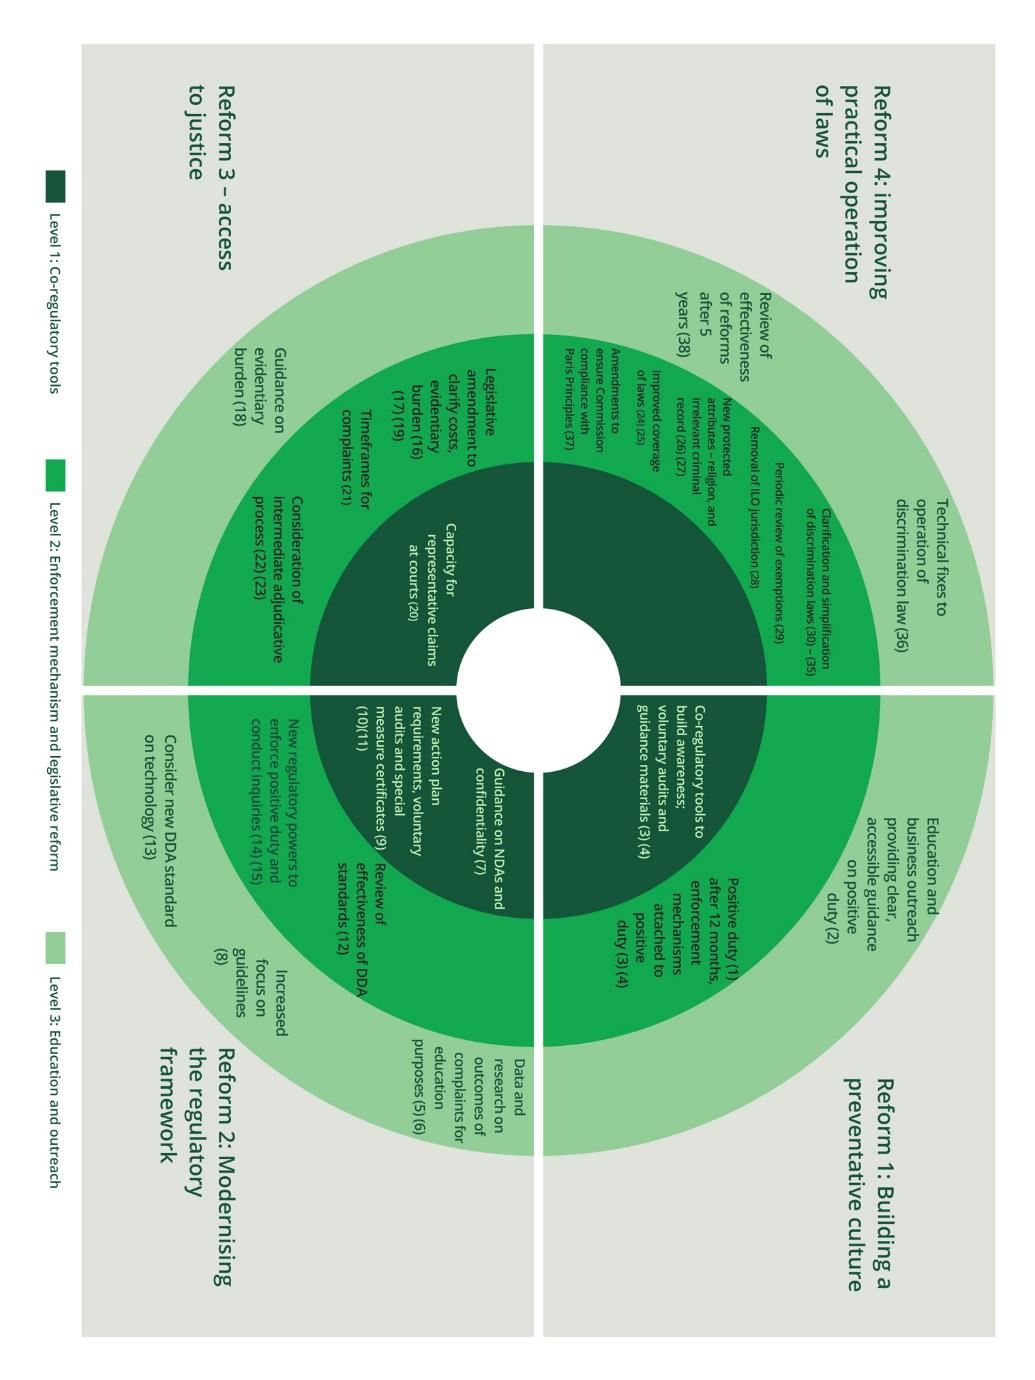 Reform 4: improving
practical operation
of laws
Technical fixes to
operation of
discrimination law (36)
Review of
effectiveness
of reforms
after 5
years (38)
Clarification and simplification
of discrimination laws (30) – (35)
Periodic review of exemptions (29)
Removal of ILO jurisdiction (28)
New protected
attributes – religion, and
irrelevant criminal
record (26) (27)
Improved coverage
of laws (24) (25)
Amendments to
ensure Commission
compliance with
Paris Principles (37)
Reform 1: Building a
preventative culture
Education and
business outreach
providing clear,
accessible guidance
on positive
duty (2)
Positive duty (1)
after 12 months,
enforcement
mechanisms
attached to
positive
duty (3) (4)
Co-regulatory tools to
build awareness;
voluntary audits and
guidance materials (3) (4)
Reform 3 – access
to justice
Legislative
amendment to
clarify costs,
evidentiary
burden (16)
(17) (19)
Timeframes for
complaints (21)
Capacity for
representative claims
at courts (20)
Consideration of
intermediate adjudicative
process (22) (23)
Guidance on
evidentiary
burden (18)
Reform 2: Modernising
the regulatory
framework
Guidance on NDAs and
confidentiality (7)
New action plan
requirements, voluntary
audits and special
measure certificates (9)
(10)(11)
Review of
effectiveness of DDA
standards (12)
New regulatory powers to
enforce positive duty and
conduct inquiries (14) (15)
Data and
research on
outcomes of
complaints for
education
purposes (5) (6)
Increased
focus on
guidelines
(8)
Consider new DDA standard
on technology (13)
Level 1: Co-regulatory tools
Level 2: Enforcement mechanism and legislative reform
Level 3: Education and outreach